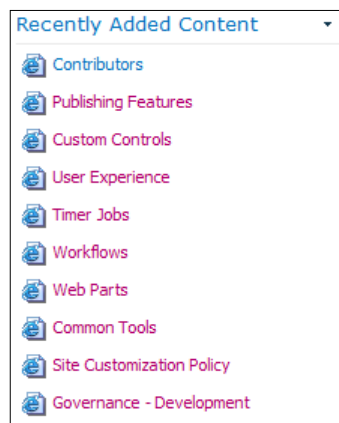 Recently Added Content
Contributors
Publishing Features
Custom Controls
User Experience
Timer Jobs
Workflows
Web Parts
Common Tools
Site Customization Policy
Governance - Development